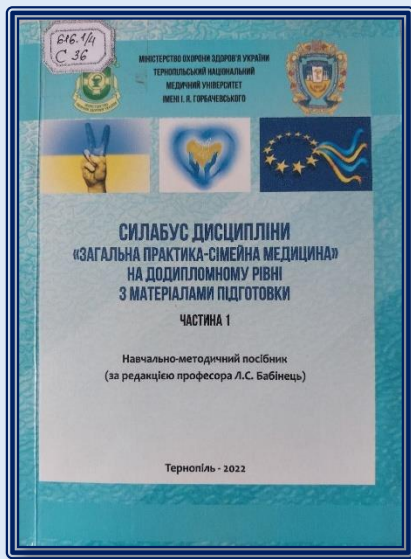 616.1/4
С 36
МІНІСТЕРСТВО ОХОРОНИ ЗДОРОВ'Я УКРАЇНИ
ТЕРНОПІЛЬСЬКИЙ НАЦІОНАЛЬНИЙ
МЕДИЧНИЙ УНІВЕРСИТЕТ
ІМЕНІ І. Я. ГОРБАЧЕВСЬКОГО
СИЛАБУС ДИСЦИПЛІНИ
«ЗАГАЛЬНА ПРАКТИКА-СІМЕЙНА МЕДИЦИНА»
НА ДОДИПЛОМНОМУ РІВНІ
З МАТЕРІАЛАМИ ПІДГОТОВКИ
ЧАСТИНА 1
Навчально-методичний посібник
(за редакцією професора Л.С. Бабінець)
Тернопіль - 2022